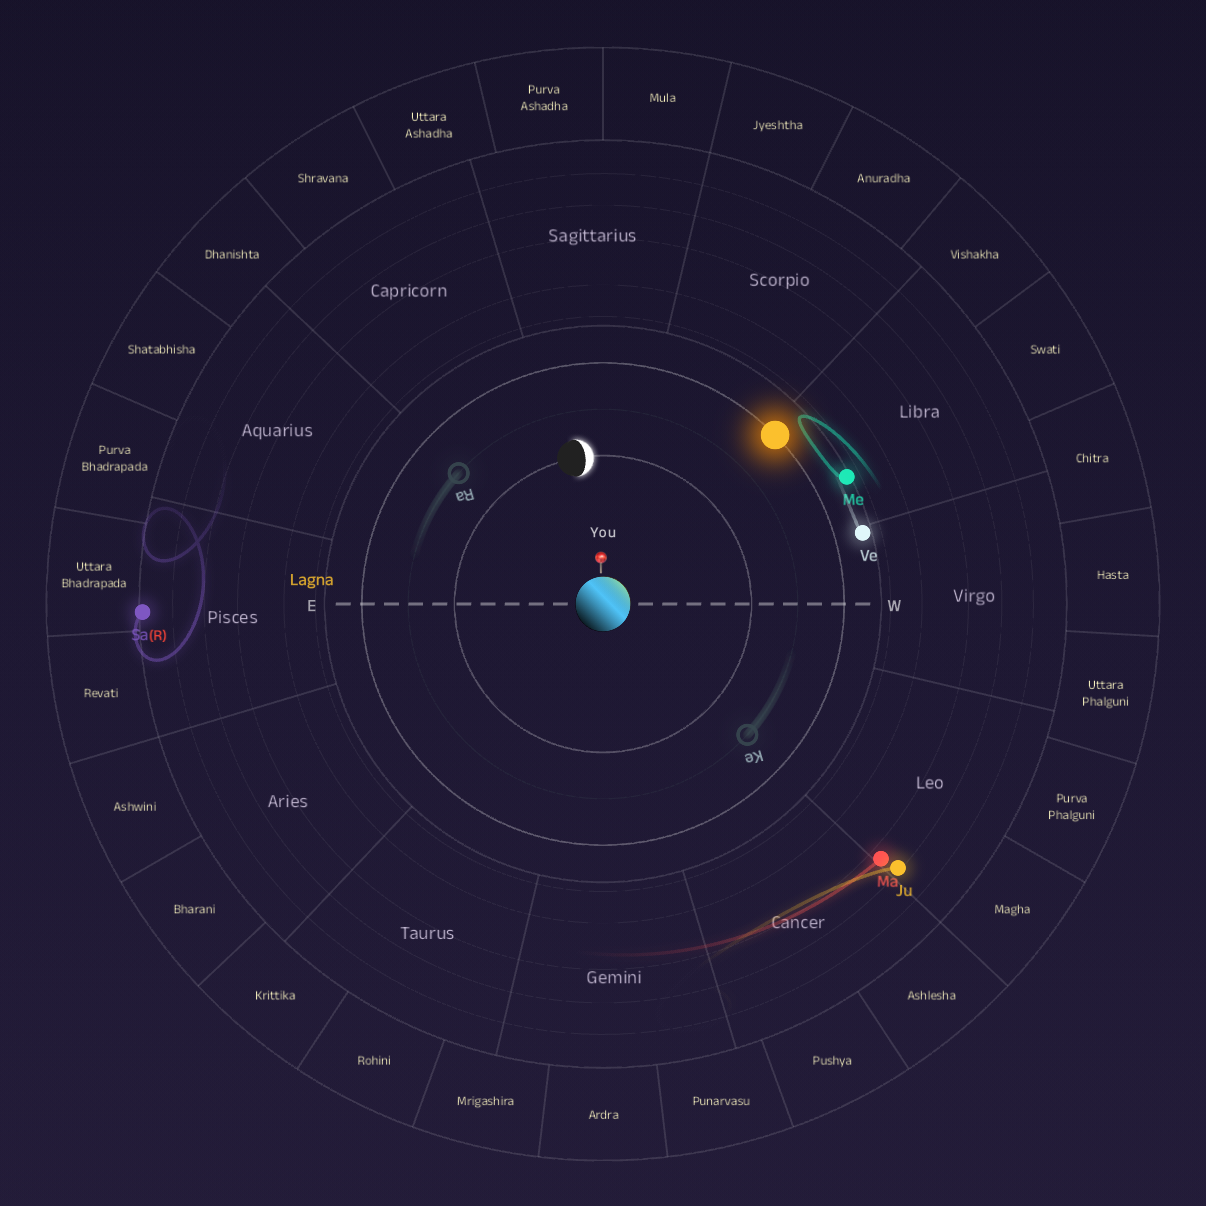 Purva
Ashadha
Mula
Uttara
Ashadha
Jyeshtha
Shravana
Anuradha
Sagittarius
Dhanishta
Vishakha
Scorpio
Capricorn
Shatabhisha
Swati
Libra
Aquarius
Purva
Bhadrapada
Chitra
Ra
Me
You
Ve
Uttara
Bhadrapada
Hasta
Lagna
E
W
Virgo
Pisces
Sa(R)
Revati
Uttara
Phalguni
Ke
Leo
Aries
Ashwini
Purva
Phalguni
Ma
Ju
Bharani
Magha
Cancer
Taurus
Gemini
Krittika
Ashlesha
Rohini
Pushya
Mrigashira
Punarvasu
Ardra